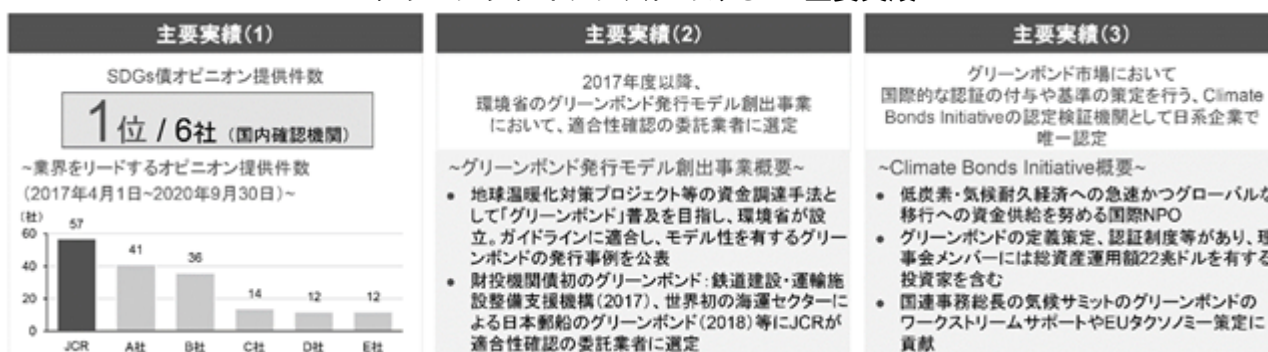 主要実績(1)
SDGs債オピニオン提供件数
1位 / 6社 (国内確認機関)
~業界をリードするオピニオン提供件数
(2017年4月1日~2020年9月30日)~
(社)
60
40
20
0
57
41
36
14
12
12
JCR
A社
B社
C社
D社
E社
主要実績(2)
2017年度以降、
環境省のグリーンボンド発行モデル創出事業
において、適合性確認の委託業者に選定
~グリーンボンド発行モデル創出事業概要~
• 地球温暖化対策プロジェクト等の資金調達手法と
して「グリーンボンド」普及を目指し、環境省が設
立。ガイドラインに適合し、モデル性を有するグリー
ンボンドの発行事例を公表
• 財投機関債初のグリーンボンド:鉄道建設・運輸施
設整備支援機構(2017)、世界初の海運セクターに
よる日本郵船のグリーンボンド(2018)等にJCRが
適合性確認の委託業者に選定
主要実績(3)
グリーンボンド市場において
国際的な認証の付与や基準の策定を行う、Climate
Bonds Initiativeの認定検証機関として日系企業で
唯一認定
~Climate Bonds Initiative概要~
• 低炭素・気候耐久経済への急速かつグローバルな
移行への資金供給を努める国際NPO
• グリーンボンドの定義策定、認証制度等があり、理
事会メンバーには総資産運用額22兆ドルを有する
投資家を含む
• 国連事務総長の気候サミットのグリーンボンドの
ワークストリームサポートやEUタクソノミー策定に
貢献